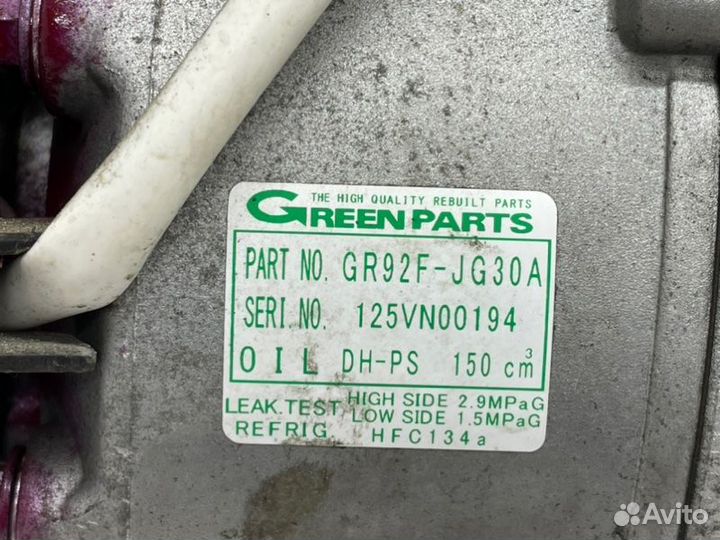 THE HIGH QUALITY REBUILT PARTS
GREEN PARTS
PART NO. GR92F-JG30A
SERI. NO. 125VN00194
OIL DH-PS 150 cm³
LEAK. TEST HIGH SIDE 2.9MPaG
LOW SIDE 1.5MPaG
REFRIG. HFC134a
Avito